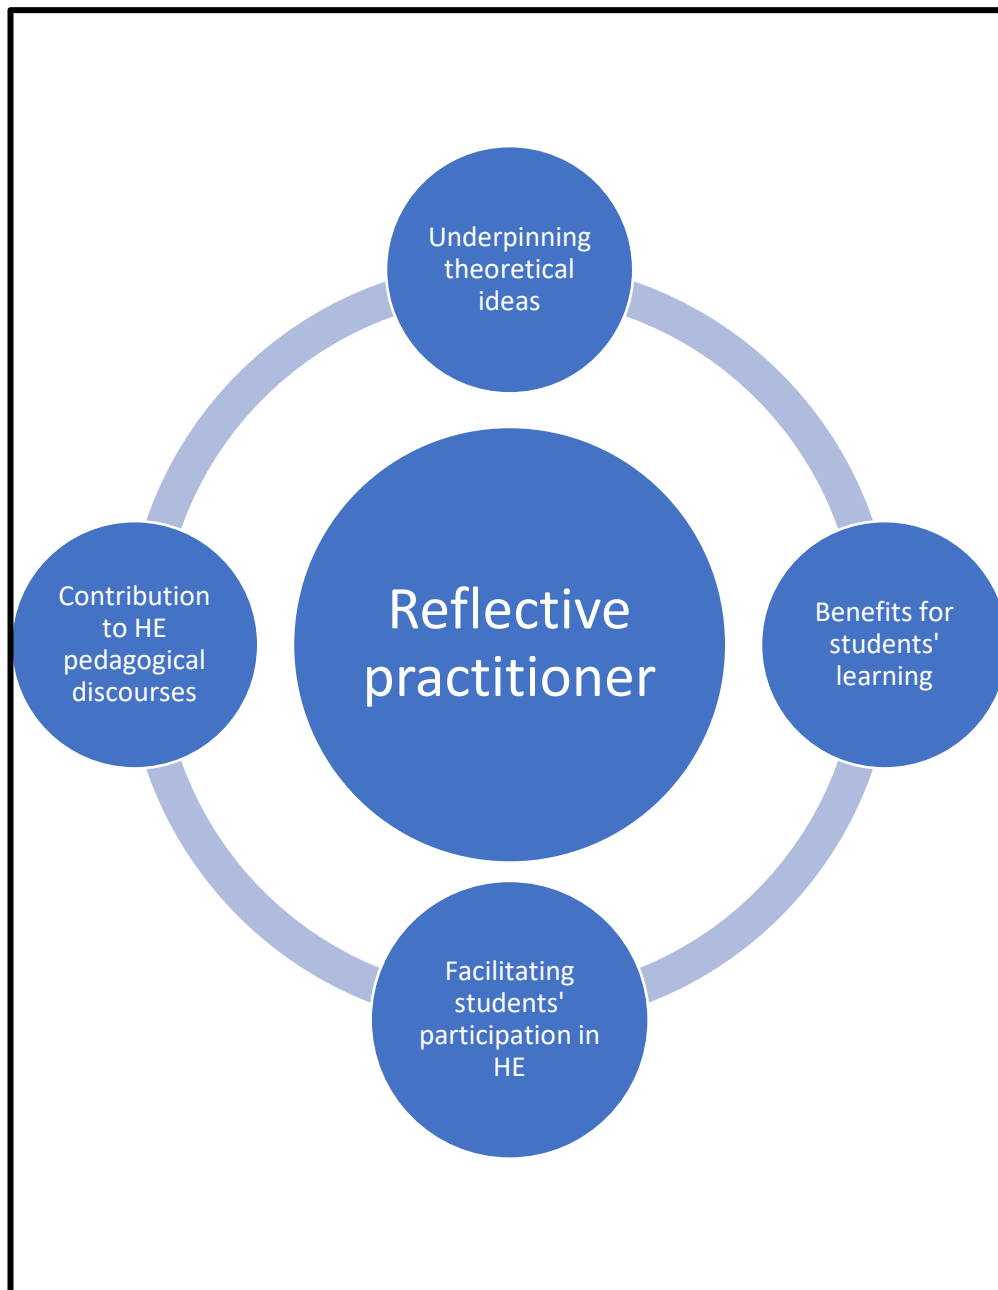 Underpinning
theoretical
ideas
Contribution
to HE
pedagogical
discourses
Reflective
practitioner
Benefits for
students'
learning
Facilitating
students'
participation in
HE